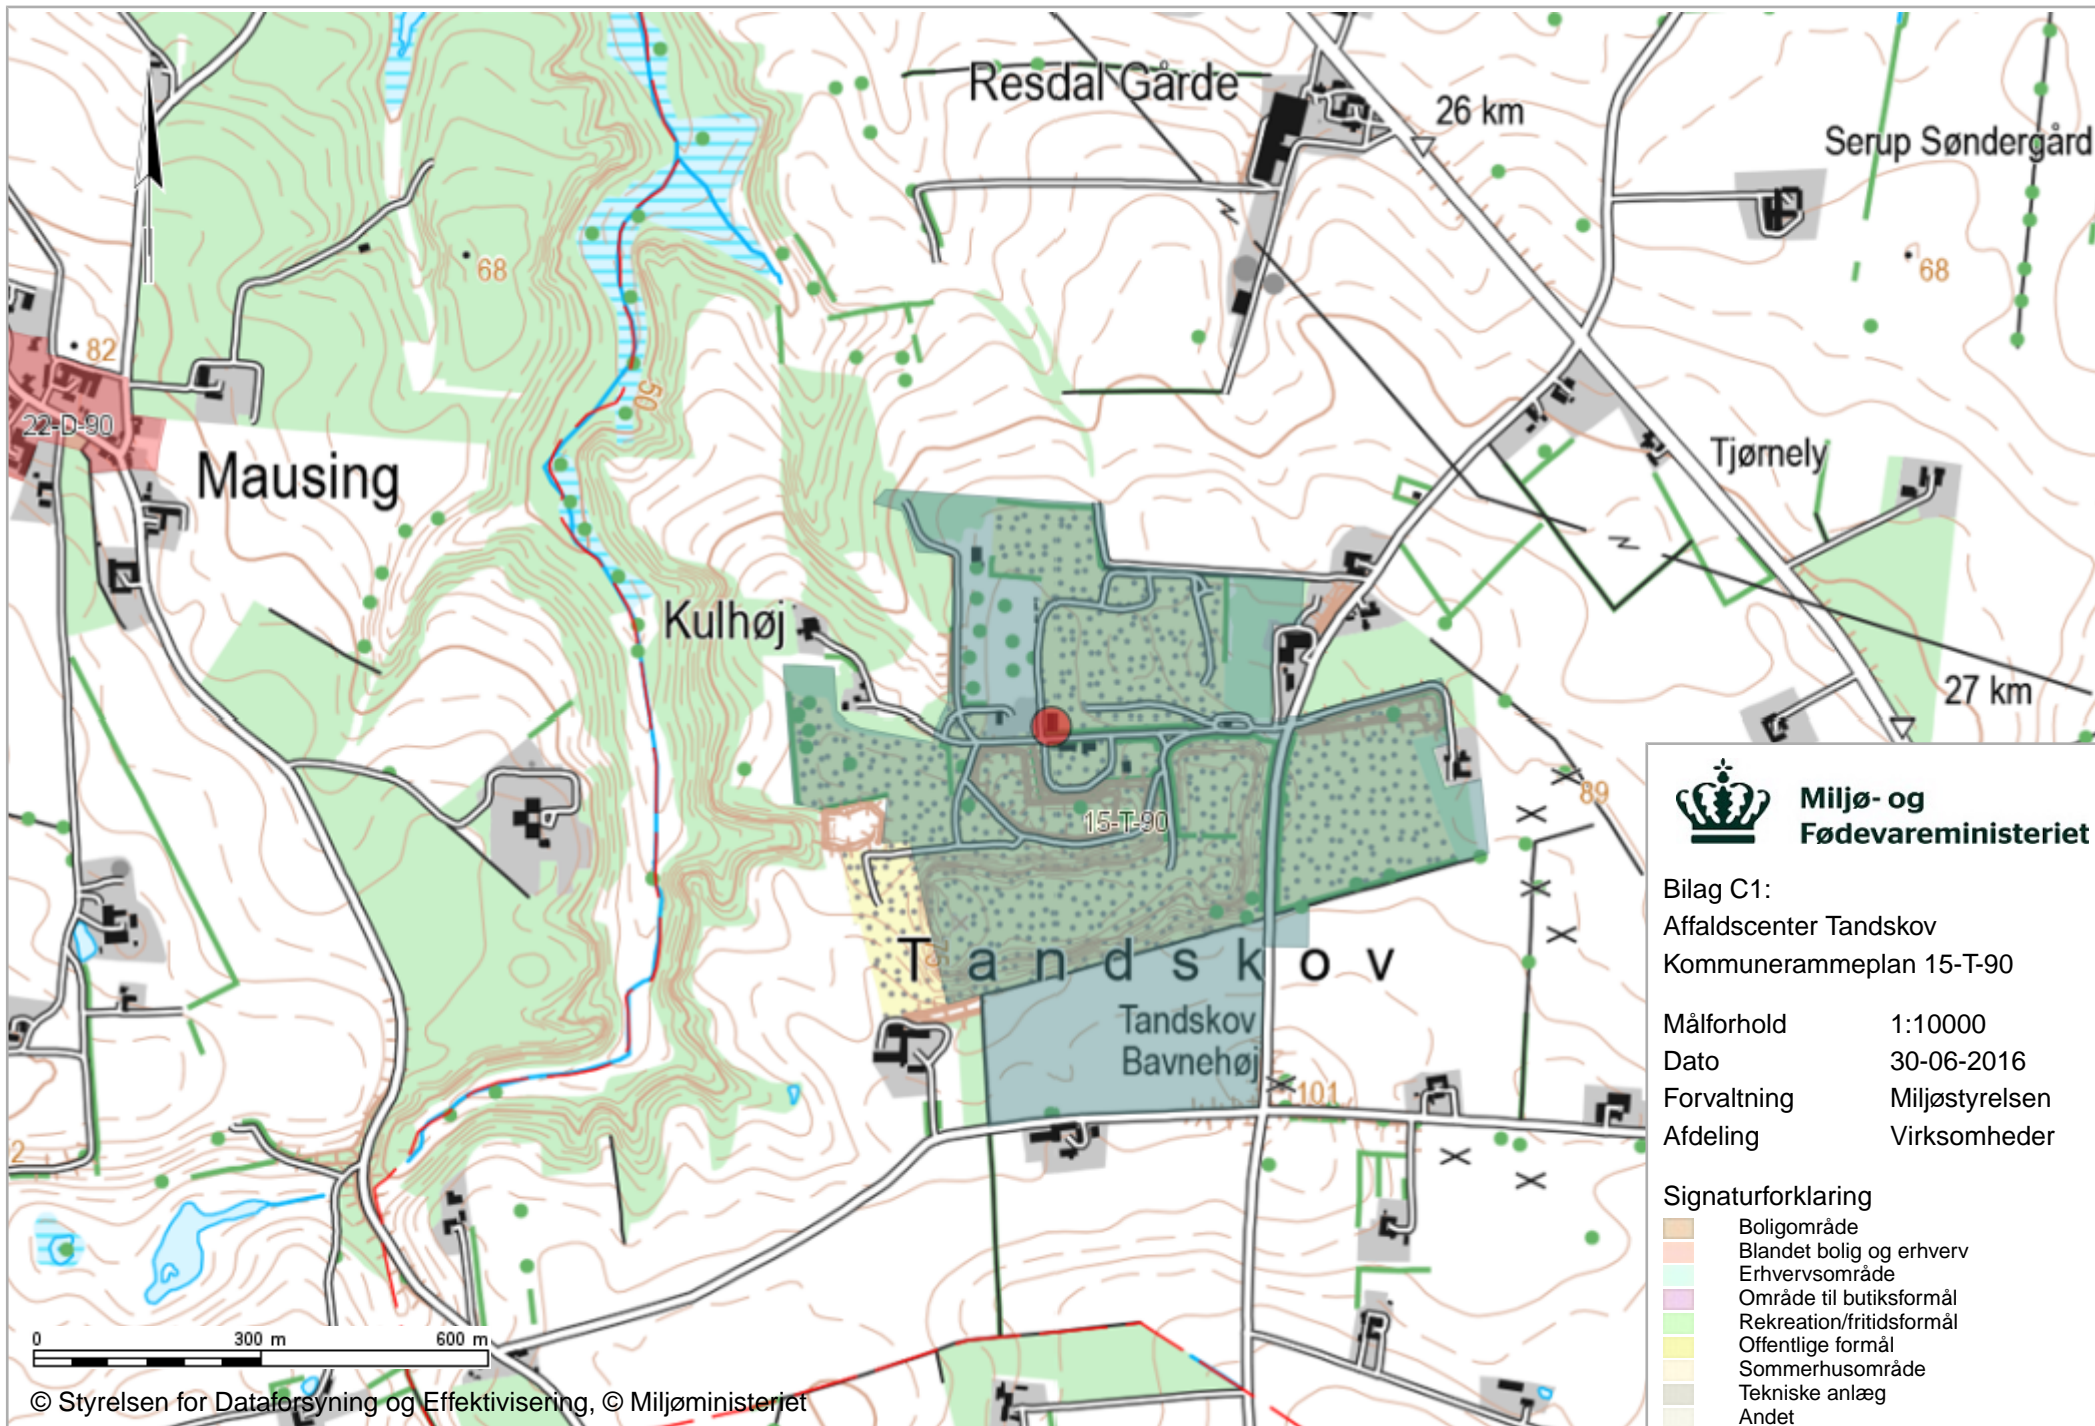 Resdal Gårde
26 km
Serup Søndergård
68
68
82
22-D-90
50
Mausing
Tjørnely
Kulhøj
27 km
89
15-T-90
Tandskov
Tandskov
Bavnehøj
101
2
Miljø- og
Fødevareministeriet
Bilag C1:
Affaldscenter Tandskov
Kommunerammeplan 15-T-90
Målforhold 1:10000
Dato 30-06-2016
Forvaltning Miljøstyrelsen
Afdeling Virksomheder
Signaturforklaring
Boligområde
Blandet bolig og erhverv
Erhvervsområde
Område til butiksformål
Rekreation/fritidsformål
Offentlige formål
Sommerhusområde
Tekniske anlæg
Andet
0 300 m 600 m
© Styrelsen for Dataforsyning og Effektivisering, © Miljøministeriet